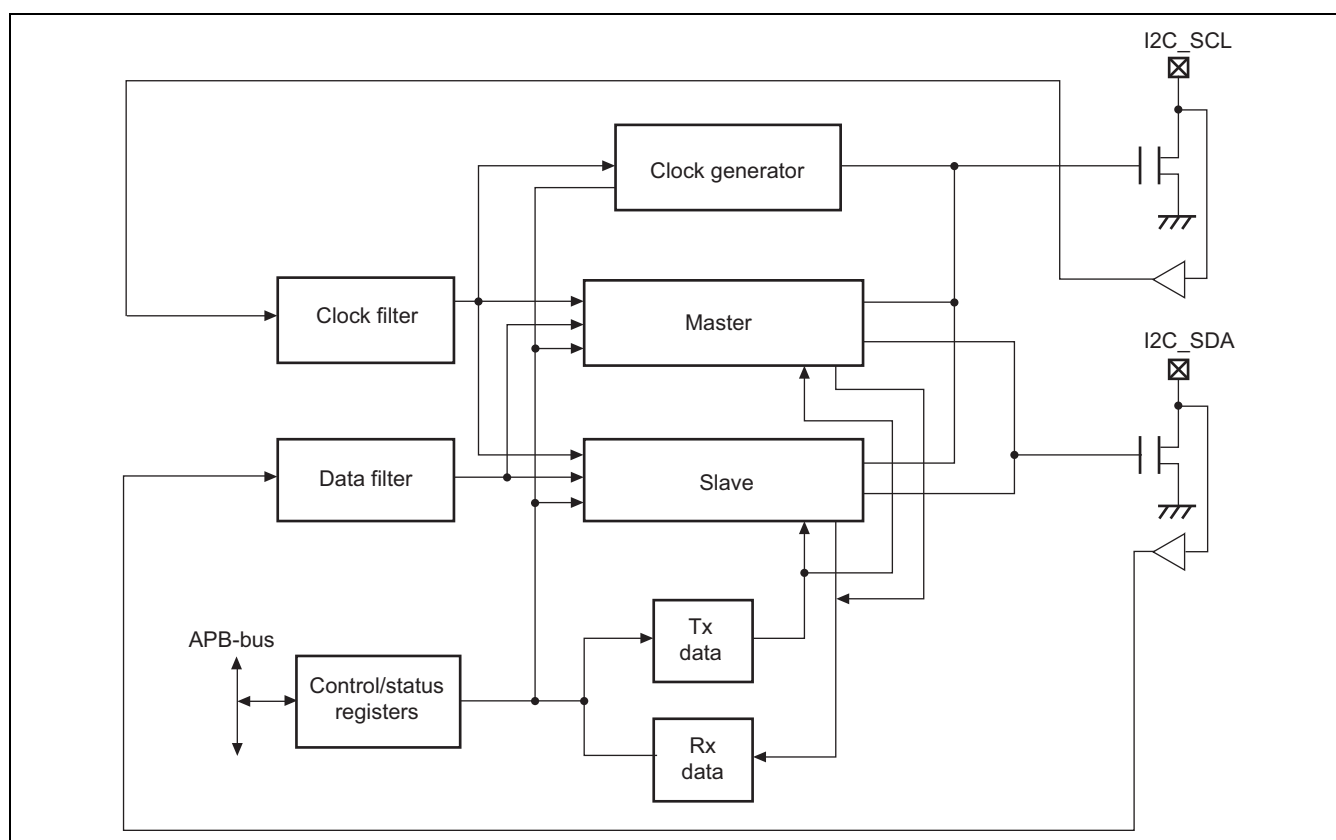 I2C_SCL
Clock generator
Clock filter
Master
I2C_SDA
Data filter
Slave
Tx
data
APB-bus
Control/status
registers
Rx
data